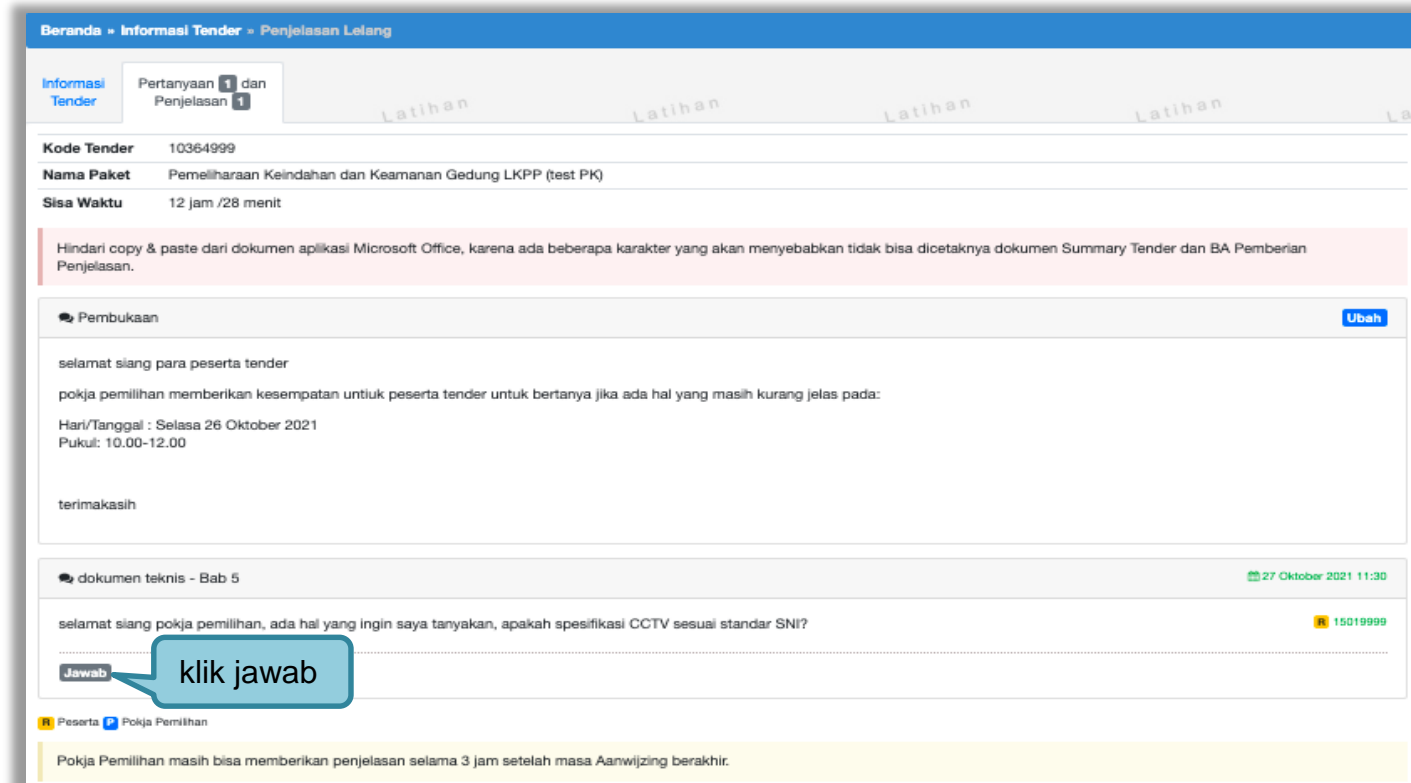 Beranda » Informasi Tender » Penjelasan Lelang
Informasi Tender
Pertanyaan 1 dan Penjelasan 1
Latihan Latihan Latihan Latihan La
Kode Tender 10364999
Nama Paket Pemeliharaan Keindahan dan Keamanan Gedung LKPP (test PK)
Sisa Waktu 12 jam /28 menit
Hindari copy & paste dari dokumen aplikasi Microsoft Office, karena ada beberapa karakter yang akan menyebabkan tidak bisa dicetaknya dokumen Summary Tender dan BA Pemberian
Penjelasan.
Pembukaan Ubah
selamat siang para peserta tender
pokja pemilihan memberikan kesempatan untiuk peserta tender untuk bertanya jika ada hal yang masih kurang jelas pada:
Hari/Tanggal : Selasa 26 Oktober 2021
Pukul: 10.00-12.00
terimakasih
dokumen teknis - Bab 5 27 Oktober 2021 11:30
selamat siang pokja pemilihan, ada hal yang ingin saya tanyakan, apakah spesifikasi CCTV sesuai standar SNI? R 15019999
Jawab klik jawab
R Peserta P Pokja Pemilihan
Pokja Pemilihan masih bisa memberikan penjelasan selama 3 jam setelah masa Aanwijzing berakhir.